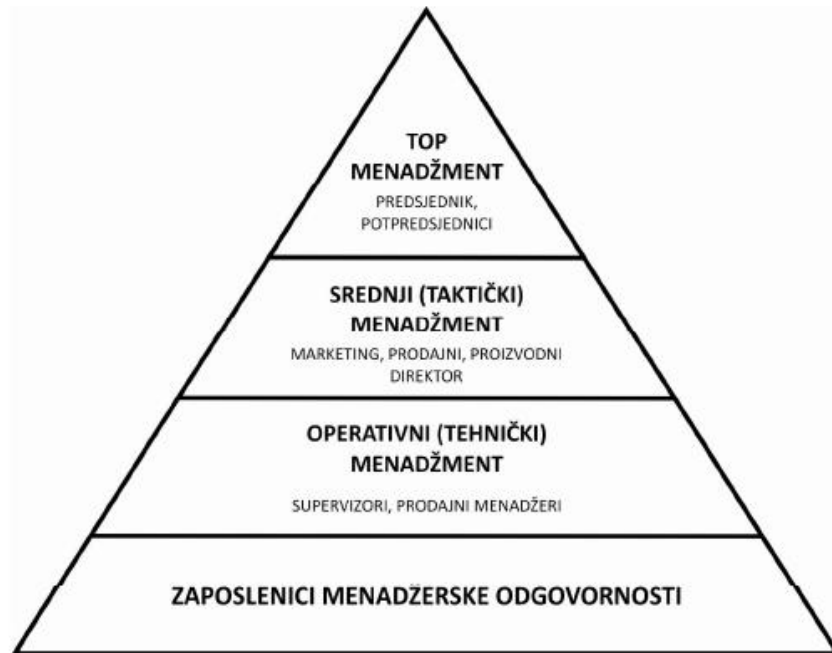 TOP
MENADŽMENT
PREDSJEDNIK,
POTPREDSJEDNICI
SREDNJI (TAKTIČKI)
MENADŽMENT
MARKETING, PRODAJNI, PROIZVODNI
DIREKTOR
OPERATIVNI (TEHNIČKI)
MENADŽMENT
SUPERVIZORI, PRODAJNI MENADŽERI
ZAPOSLENICI MENADŽERSKE ODGOVORNOSTI